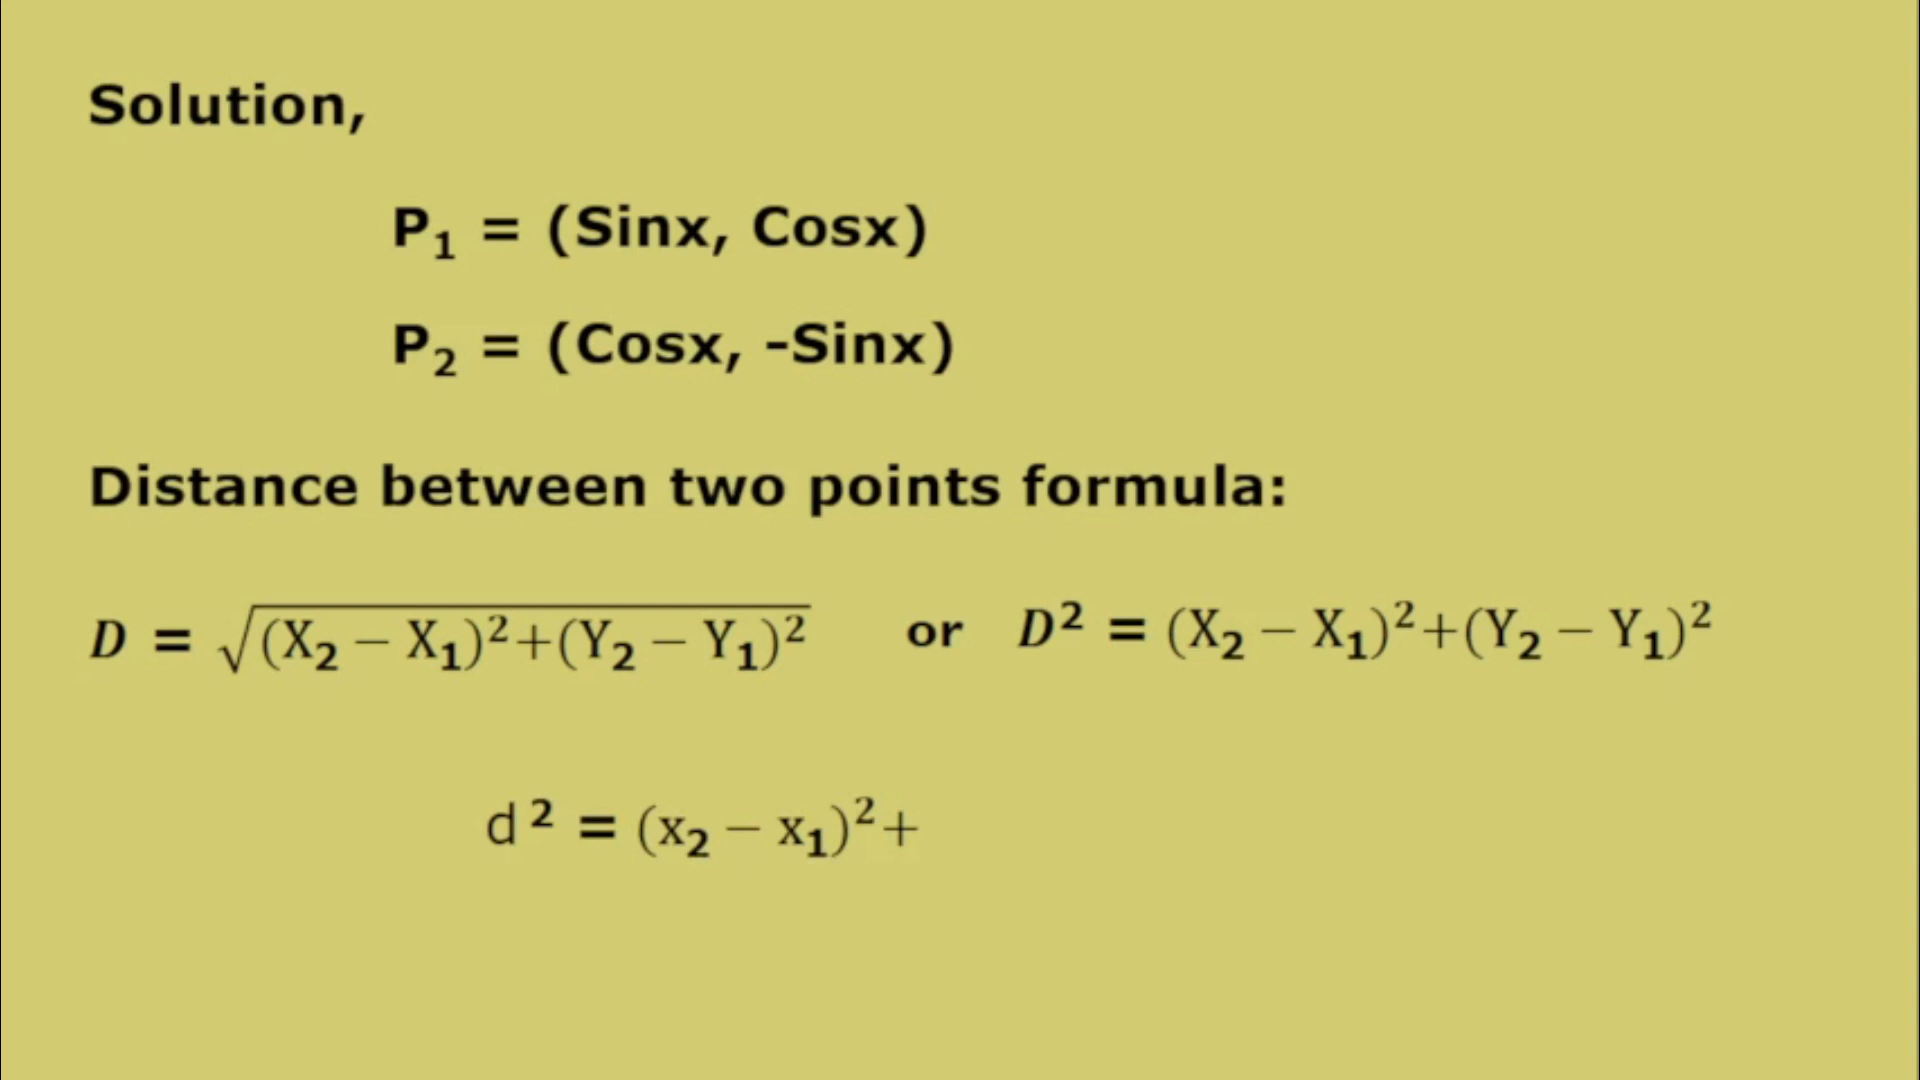 Solution,
P₁ = (Sinx, Cosx)
P₂ = (Cosx, -Sinx)
Distance between two points formula:
D = √(X₂ − X₁)²+(Y₂ − Y₁)² or D² = (X₂ − X₁)²+(Y₂ − Y₁)²
d² = (x₂ − x₁)²+